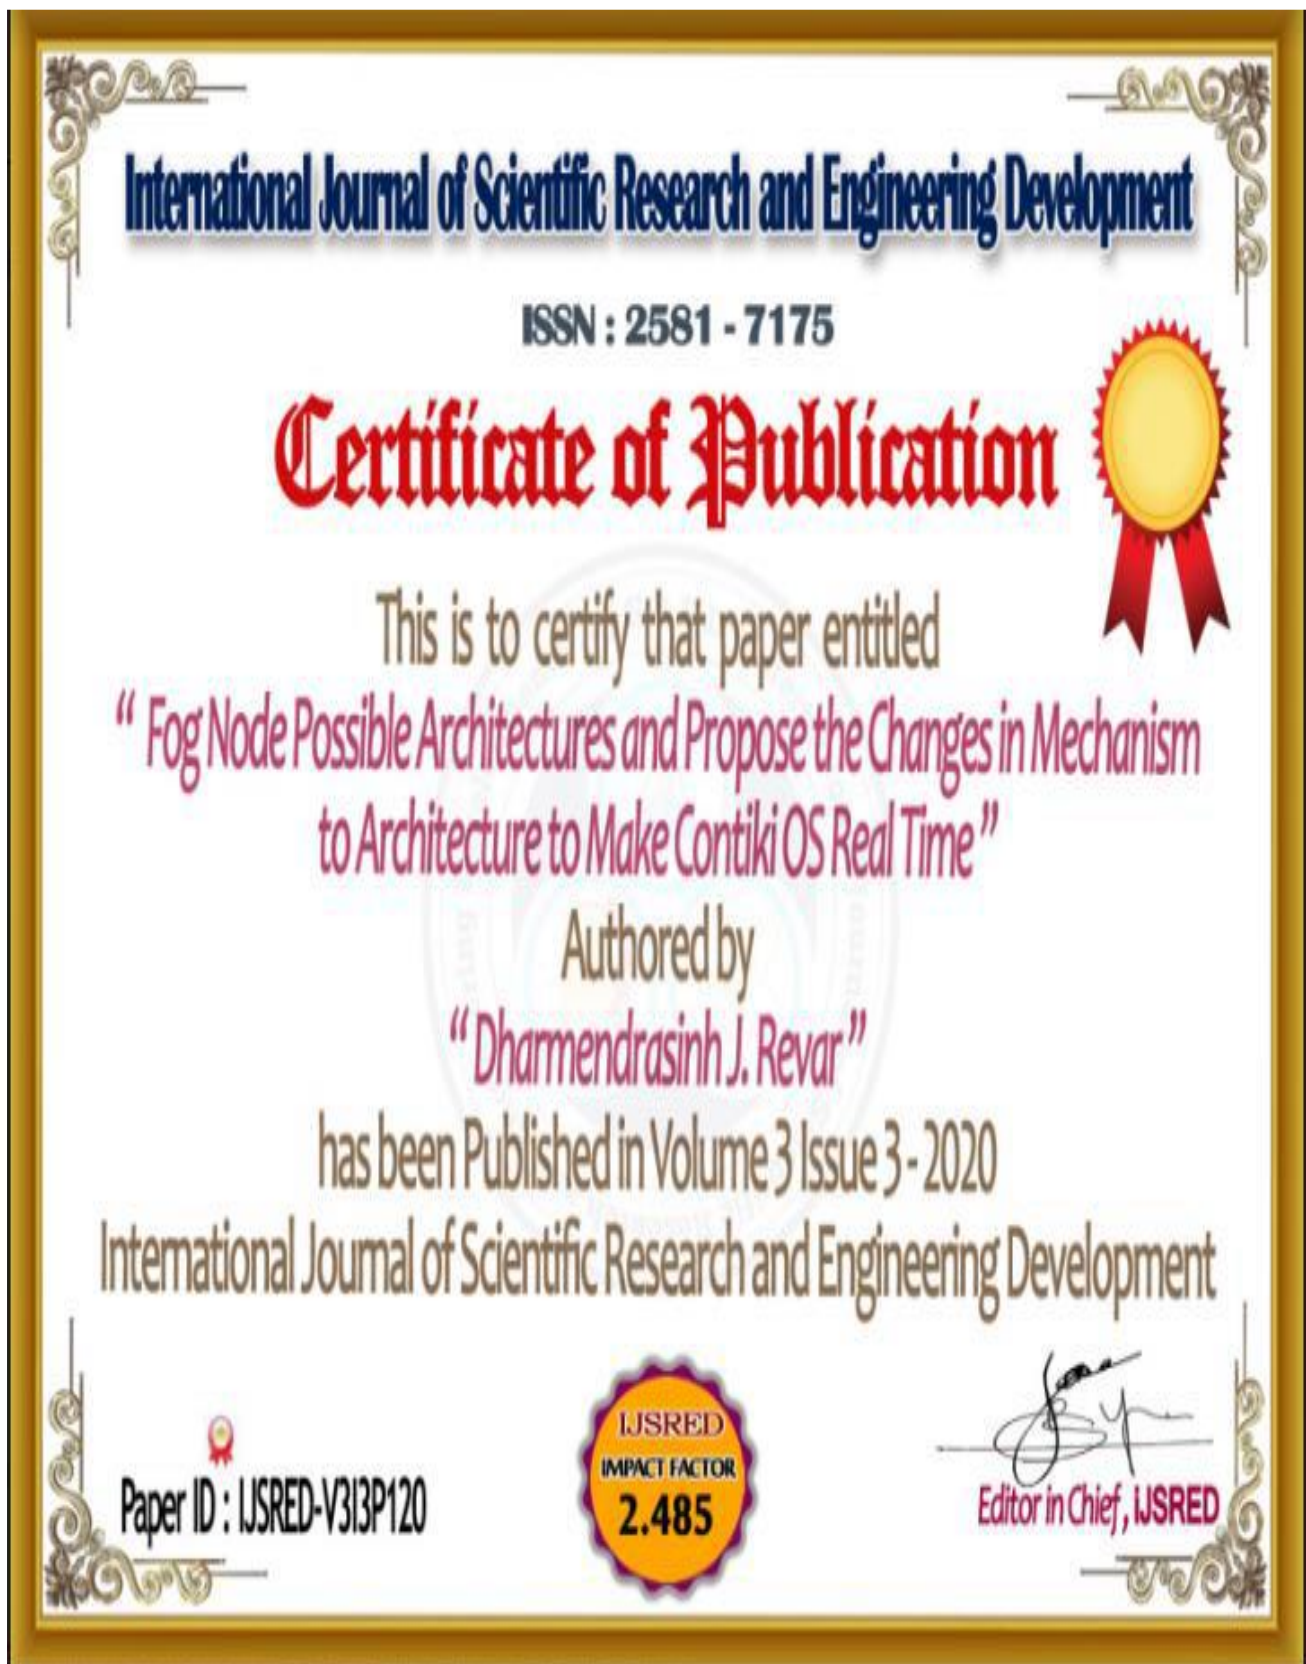 International Journal of Scientific Research and Engineering Development
ISSN : 2581 - 7175
Certificate of Publication
This is to certify that paper entitled
“ Fog Node Possible Architectures and Propose the Changes in Mechanism
to Architecture to Make Contiki OS Real Time ”
Authored by
“ Dharmendrasinh J. Revar ”
has been Published in Volume 3 Issue 3 - 2020
International Journal of Scientific Research and Engineering Development
Paper ID : IJSRED-V3I3P120
IJSRED
IMPACT FACTOR
2.485
Editor in Chief, IJSRED